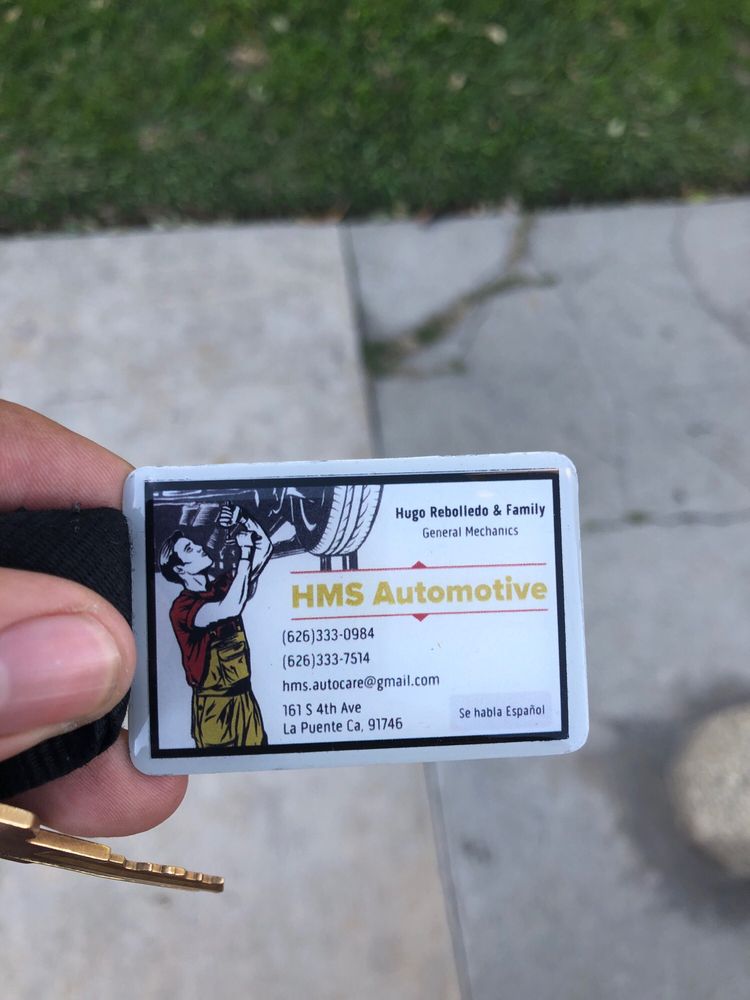 Hugo Rebolledo & Family
General Mechanics
HMS Automotive
(626)333-0984
(626)333-7514
hms.autocare@gmail.com
161 S 4th Ave
La Puente Ca, 91746
Se habla Español